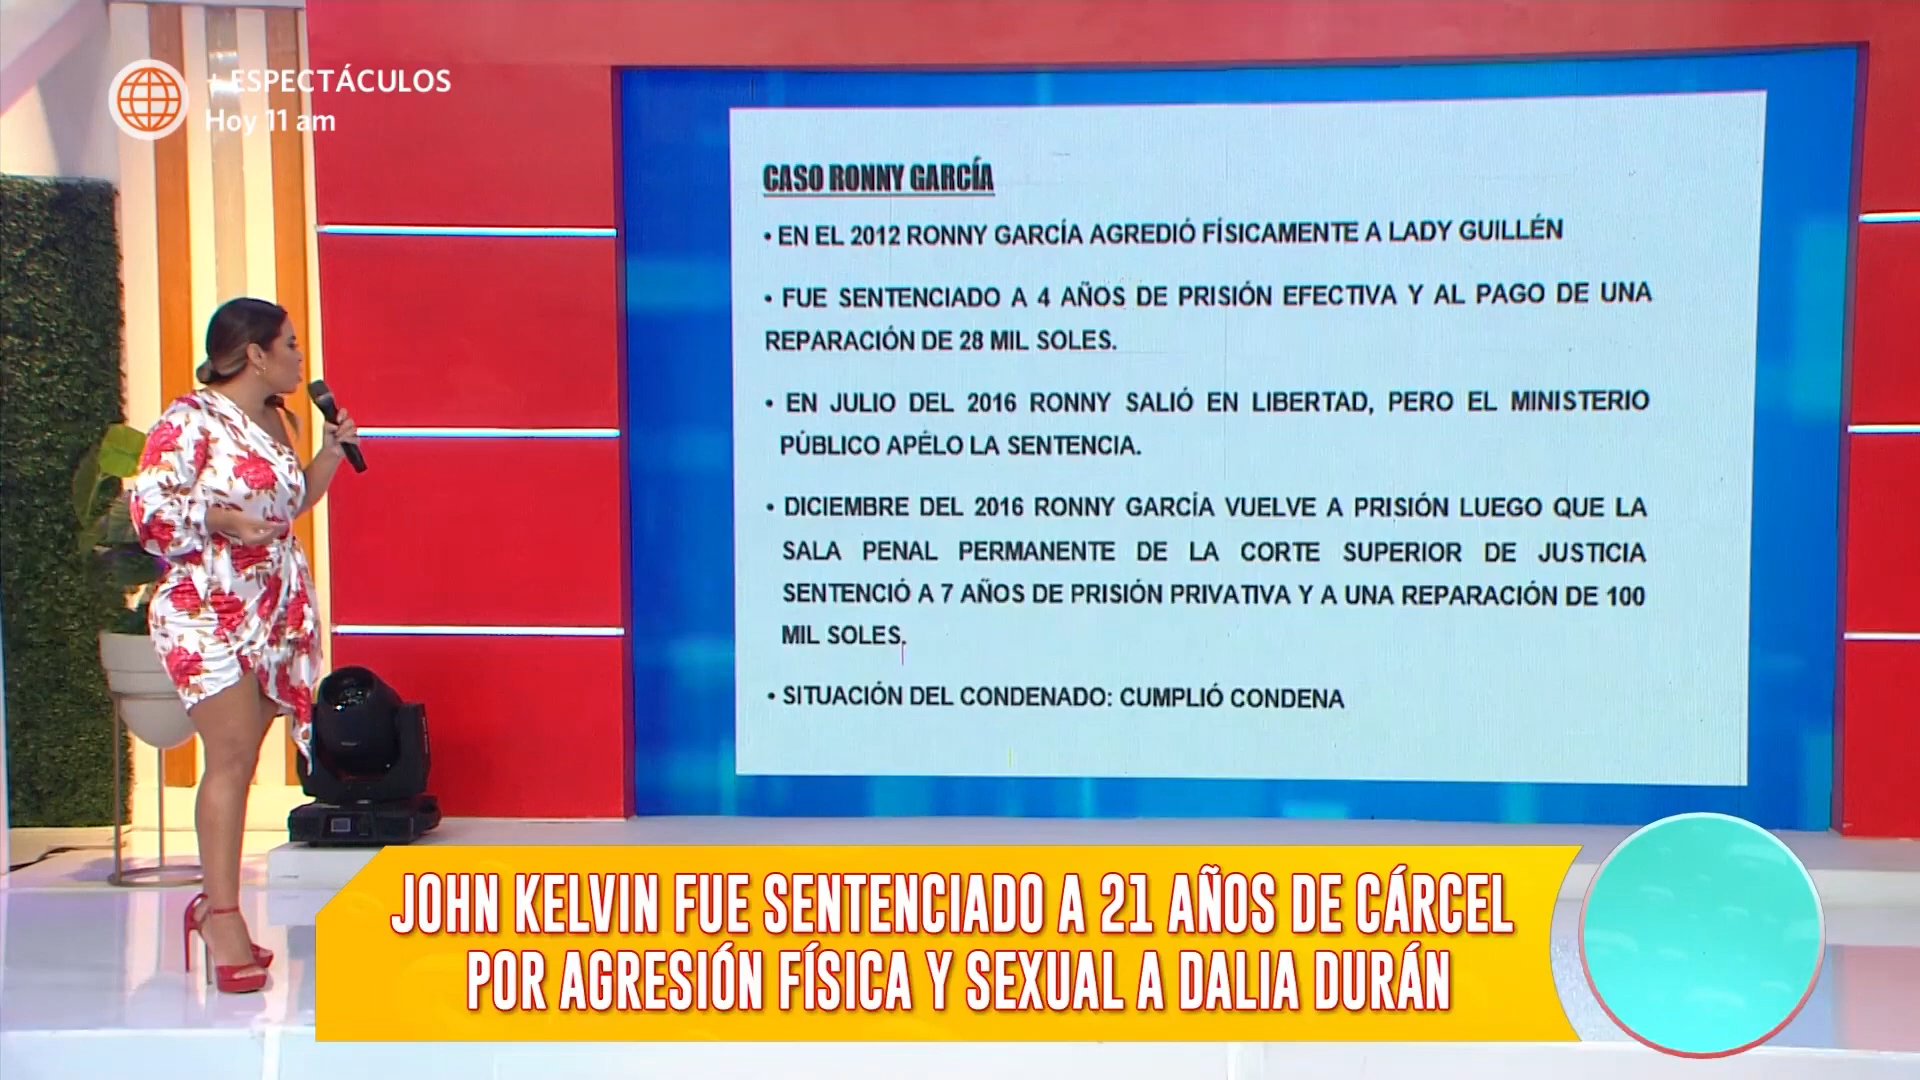 + ESPECTÁCULOS
Hoy 11 am
CASO RONNY GARCÍA
• EN EL 2012 RONNY GARCÍA AGREDIÓ FÍSICAMENTE A LADY GUILLÉN
• FUE SENTENCIADO A 4 AÑOS DE PRISIÓN EFECTIVA Y AL PAGO DE UNA
REPARACIÓN DE 28 MIL SOLES.
• EN JULIO DEL 2016 RONNY SALIÓ EN LIBERTAD, PERO EL MINISTERIO
PÚBLICO APÉLO LA SENTENCIA.
• DICIEMBRE DEL 2016 RONNY GARCÍA VUELVE A PRISIÓN LUEGO QUE LA
SALA PENAL PERMANENTE DE LA CORTE SUPERIOR DE JUSTICIA
SENTENCIÓ A 7 AÑOS DE PRISIÓN PRIVATIVA Y A UNA REPARACIÓN DE 100
MIL SOLES.
• SITUACIÓN DEL CONDENADO: CUMPLIÓ CONDENA
JOHN KELVIN FUE SENTENCIADO A 21 AÑOS DE CÁRCEL
POR AGRESIÓN FÍSICA Y SEXUAL A DALIA DURÁN